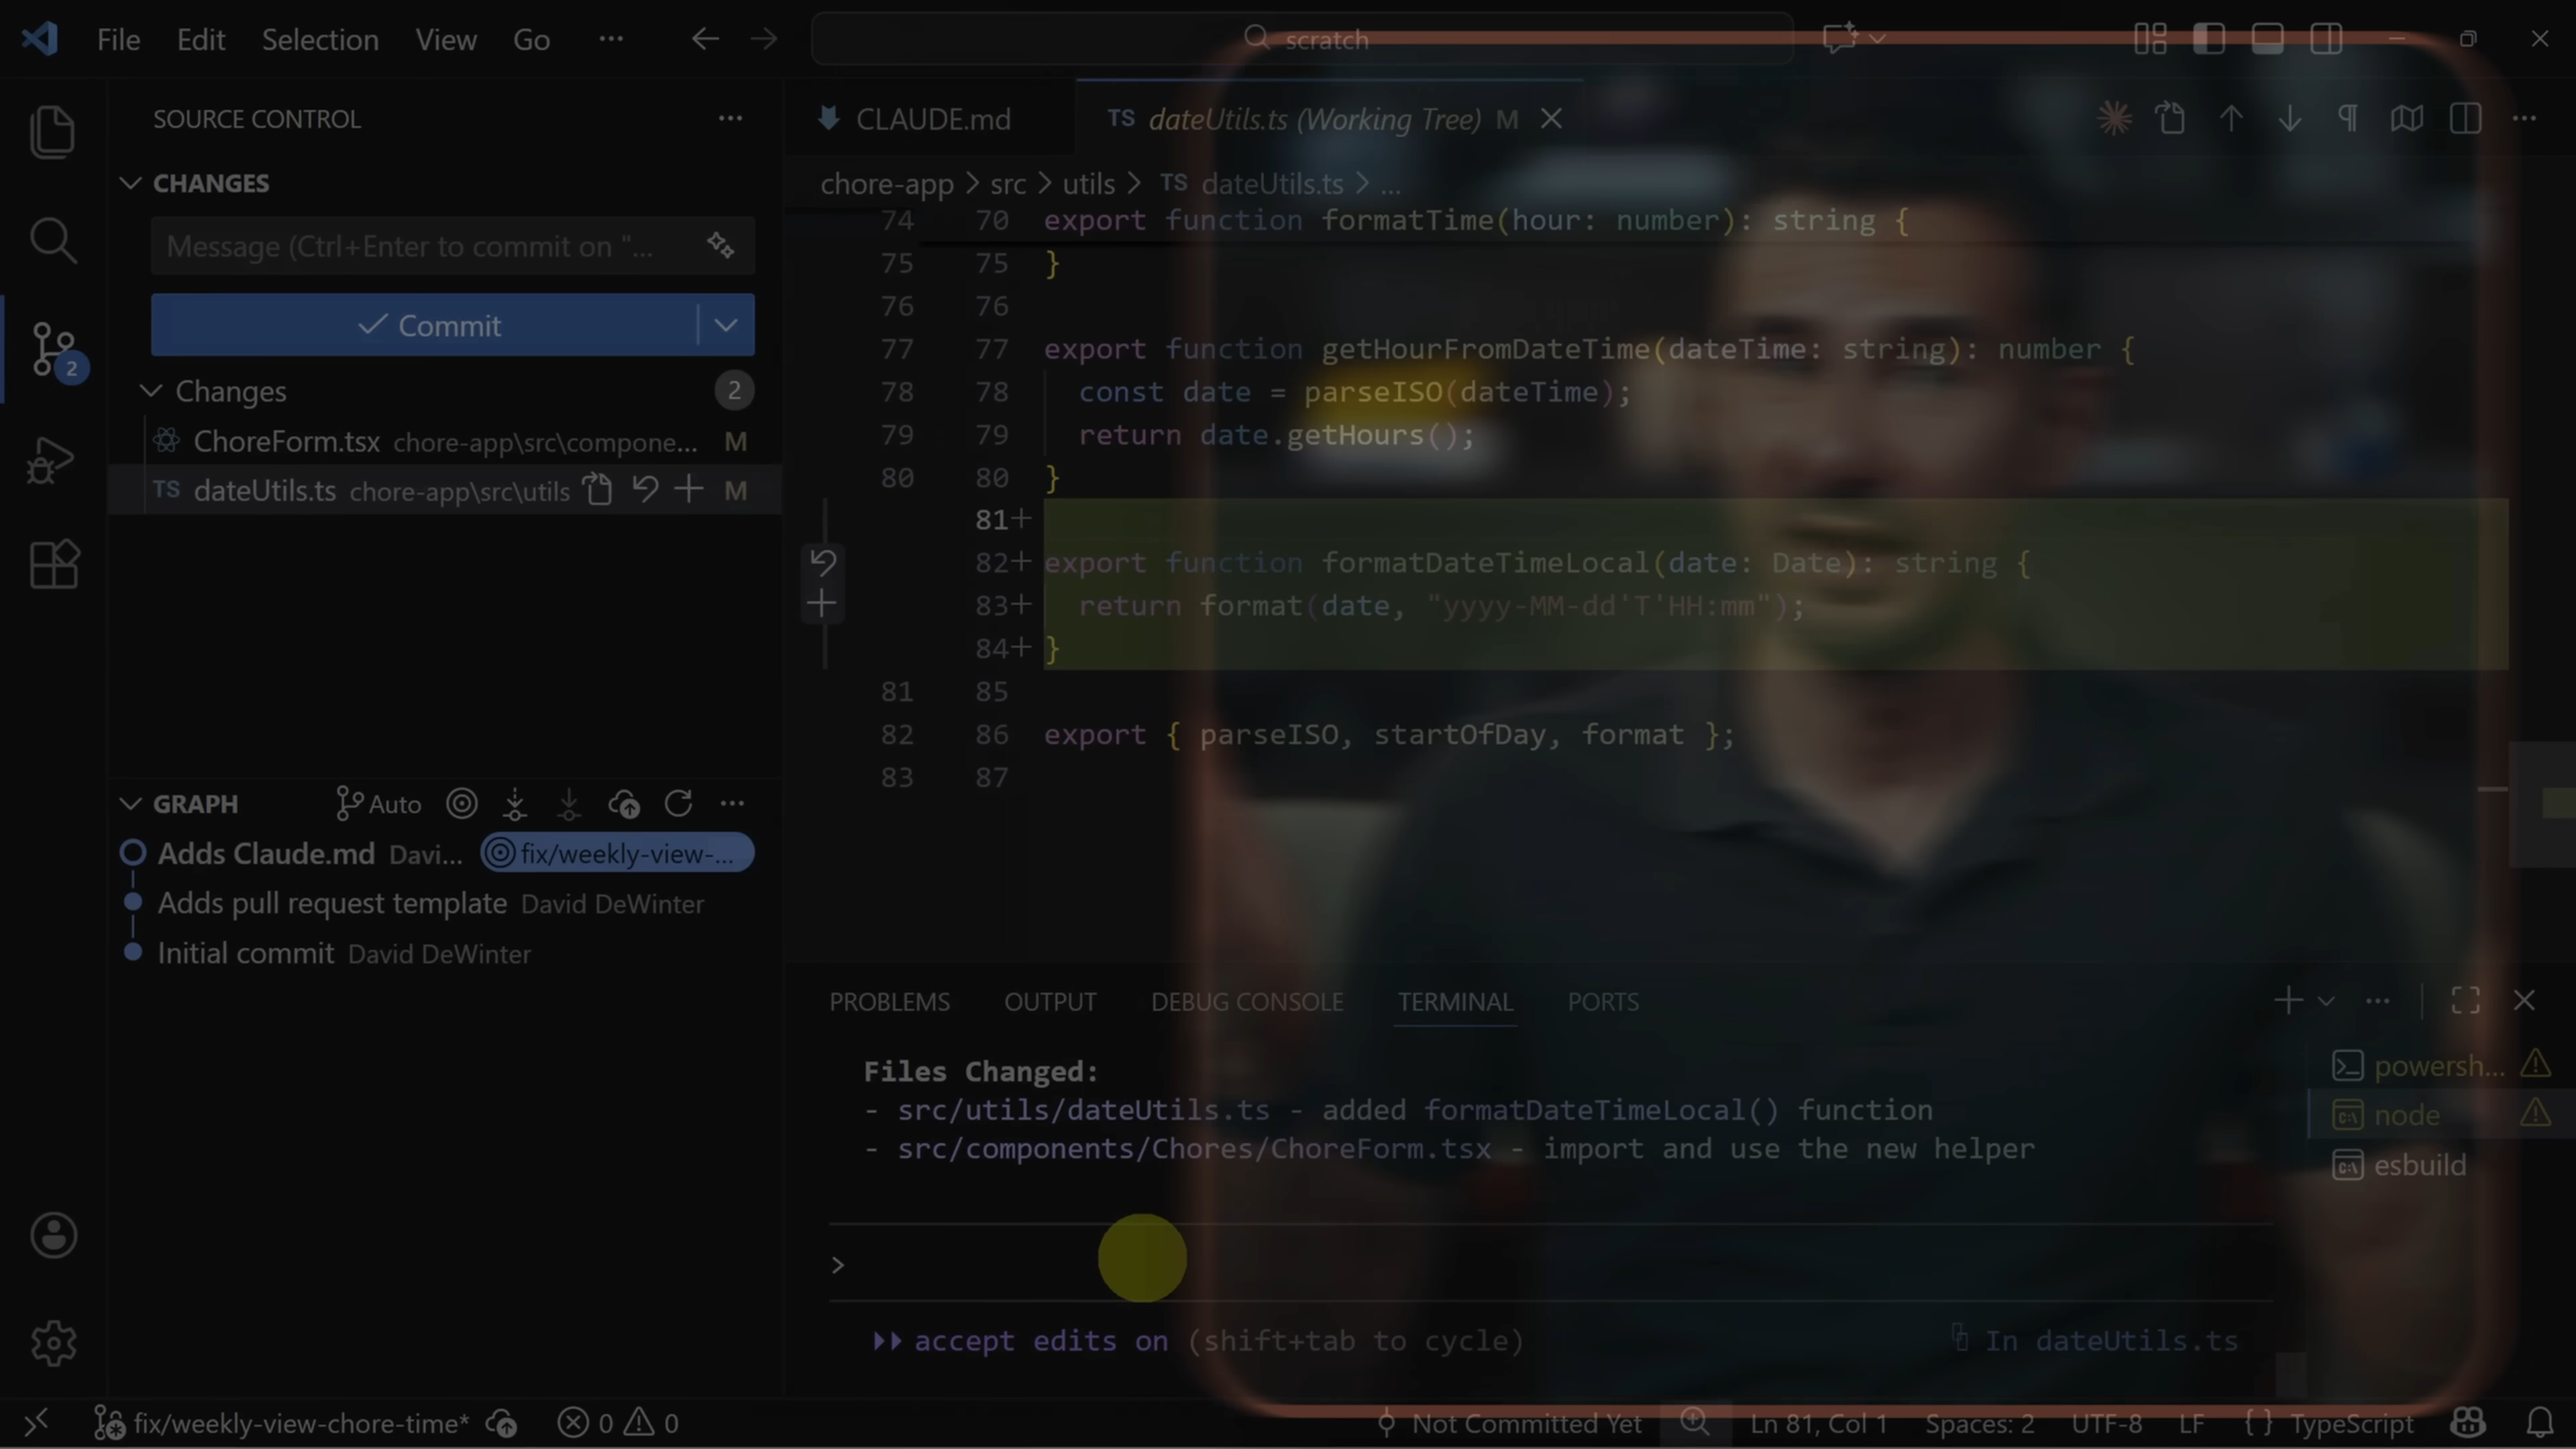 File Edit Selection View Go ··· scratch
SOURCE CONTROL
CLAUDE.md
TS dateUtils.ts (Working Tree) M
CHANGES
chore-app > src > utils > TS dateUtils.ts > ...
Message (Ctrl+Enter to commit on "...
Commit
Changes 2
ChoreForm.tsx chore-app\src\compone... M
TS dateUtils.ts chore-app\src\utils M
2
74 70 export function formatTime(hour: number): string {
75 75 }
76 76
77 77 export function getHourFromDateTime(dateTime: string): number {
78 78 const date = parseISO(dateTime);
79 79 return date.getHours();
80 80 }
81+
82+ export function formatDateTimeLocal(date: Date): string {
83+ return format(date, "yyyy-MM-dd'T'HH:mm");
84+ }
81 85
82 86 export { parseISO, startOfDay, format };
83 87
GRAPH Auto
Adds Claude.md Davi... fix/weekly-view-...
Adds pull request template David DeWinter
Initial commit David DeWinter
PROBLEMS OUTPUT DEBUG CONSOLE TERMINAL PORTS
Files Changed:
- src/utils/dateUtils.ts - added formatDateTimeLocal() function
- src/components/Chores/ChoreForm.tsx - import and use the new helper
powersh...
node
esbuild
>
accept edits on (shift+tab to cycle) In dateUtils.ts
fix/weekly-view-chore-time* 0 0 Not Committed Yet Ln 81, Col 1 Spaces: 2 UTF-8 LF { } TypeScript